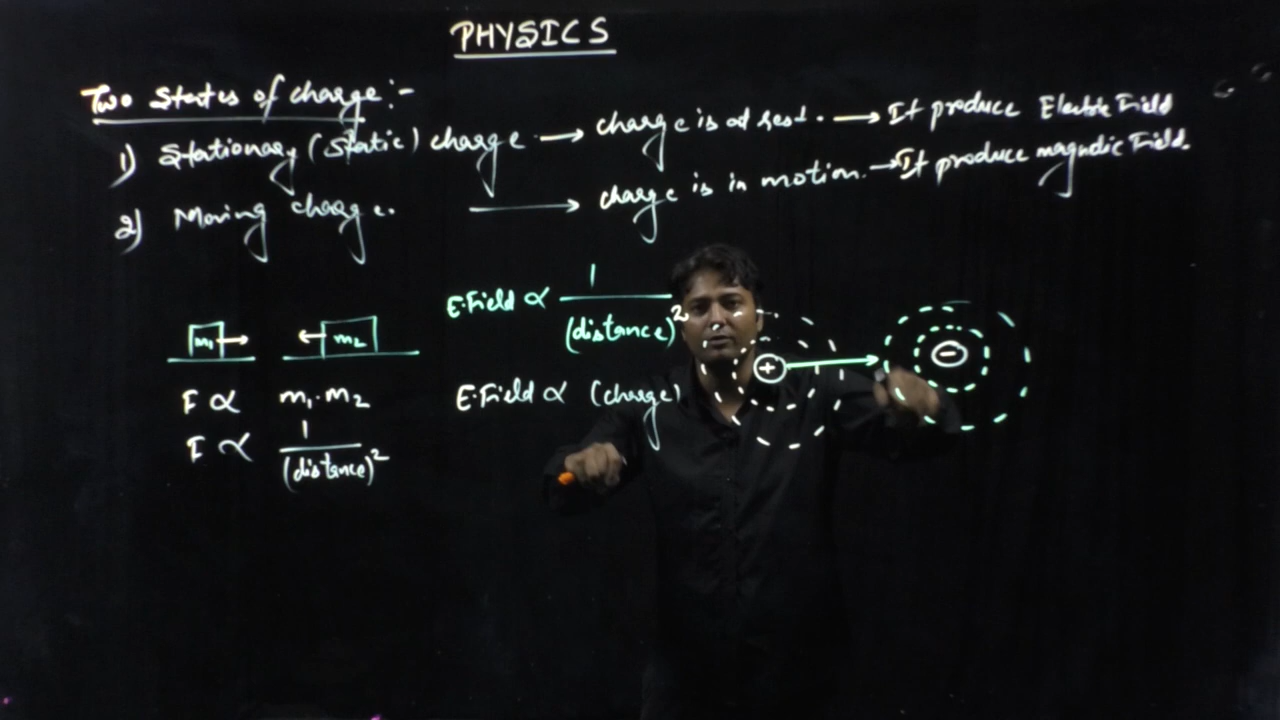 PHYSICS
Two States of charge :-
1) Stationary (Static) charge → charge is at rest. → It produce Electric Field
2) Moving charge. → charge is in motion. → It produce magnetic Field.
m₁ → ← m₂
F ∝ m₁.m₂
F ∝ 1/(distance)²
E.Field ∝ 1/(distance)²
E.Field ∝ (charge)
+ → -